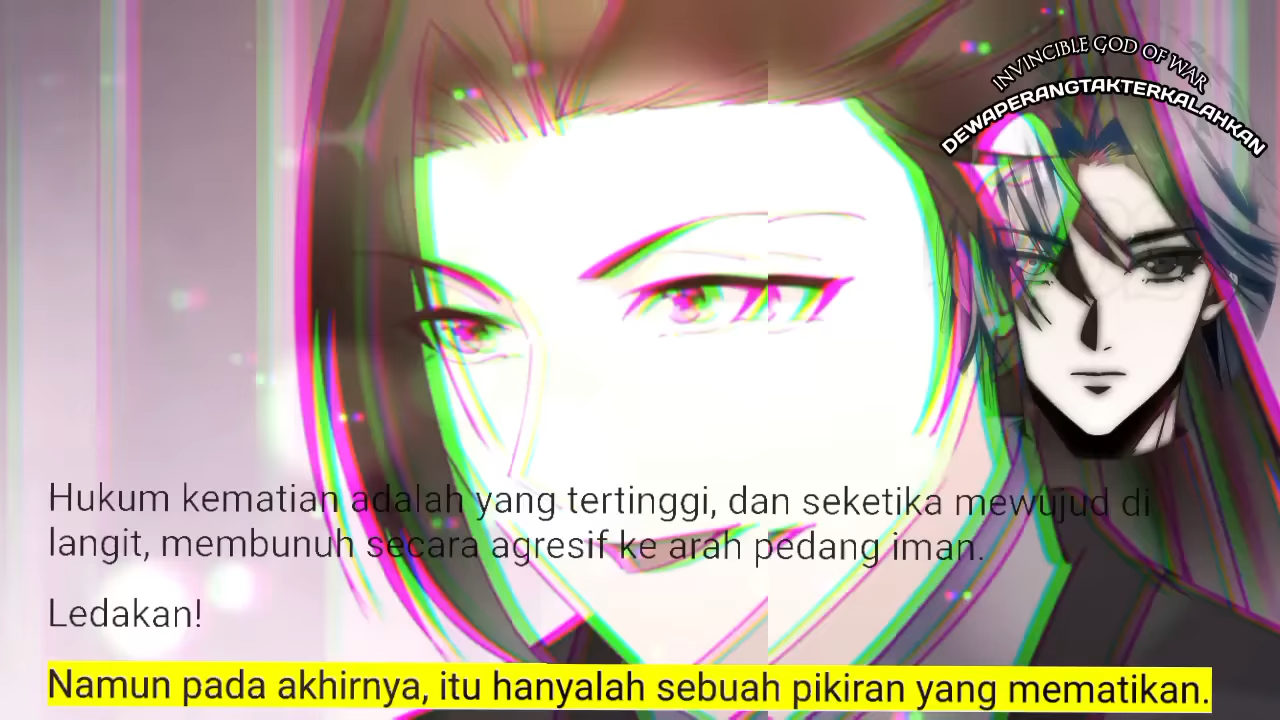 INVINCIBLE GOD OF WAR
DEWAPERANGTAKTERKALAHKAN
Hukum kematian adalah yang tertinggi, dan seketika mewujud di
langit, membunuh secara agresif ke arah pedang iman.
Ledakan!
Namun pada akhirnya, itu hanyalah sebuah pikiran yang mematikan.